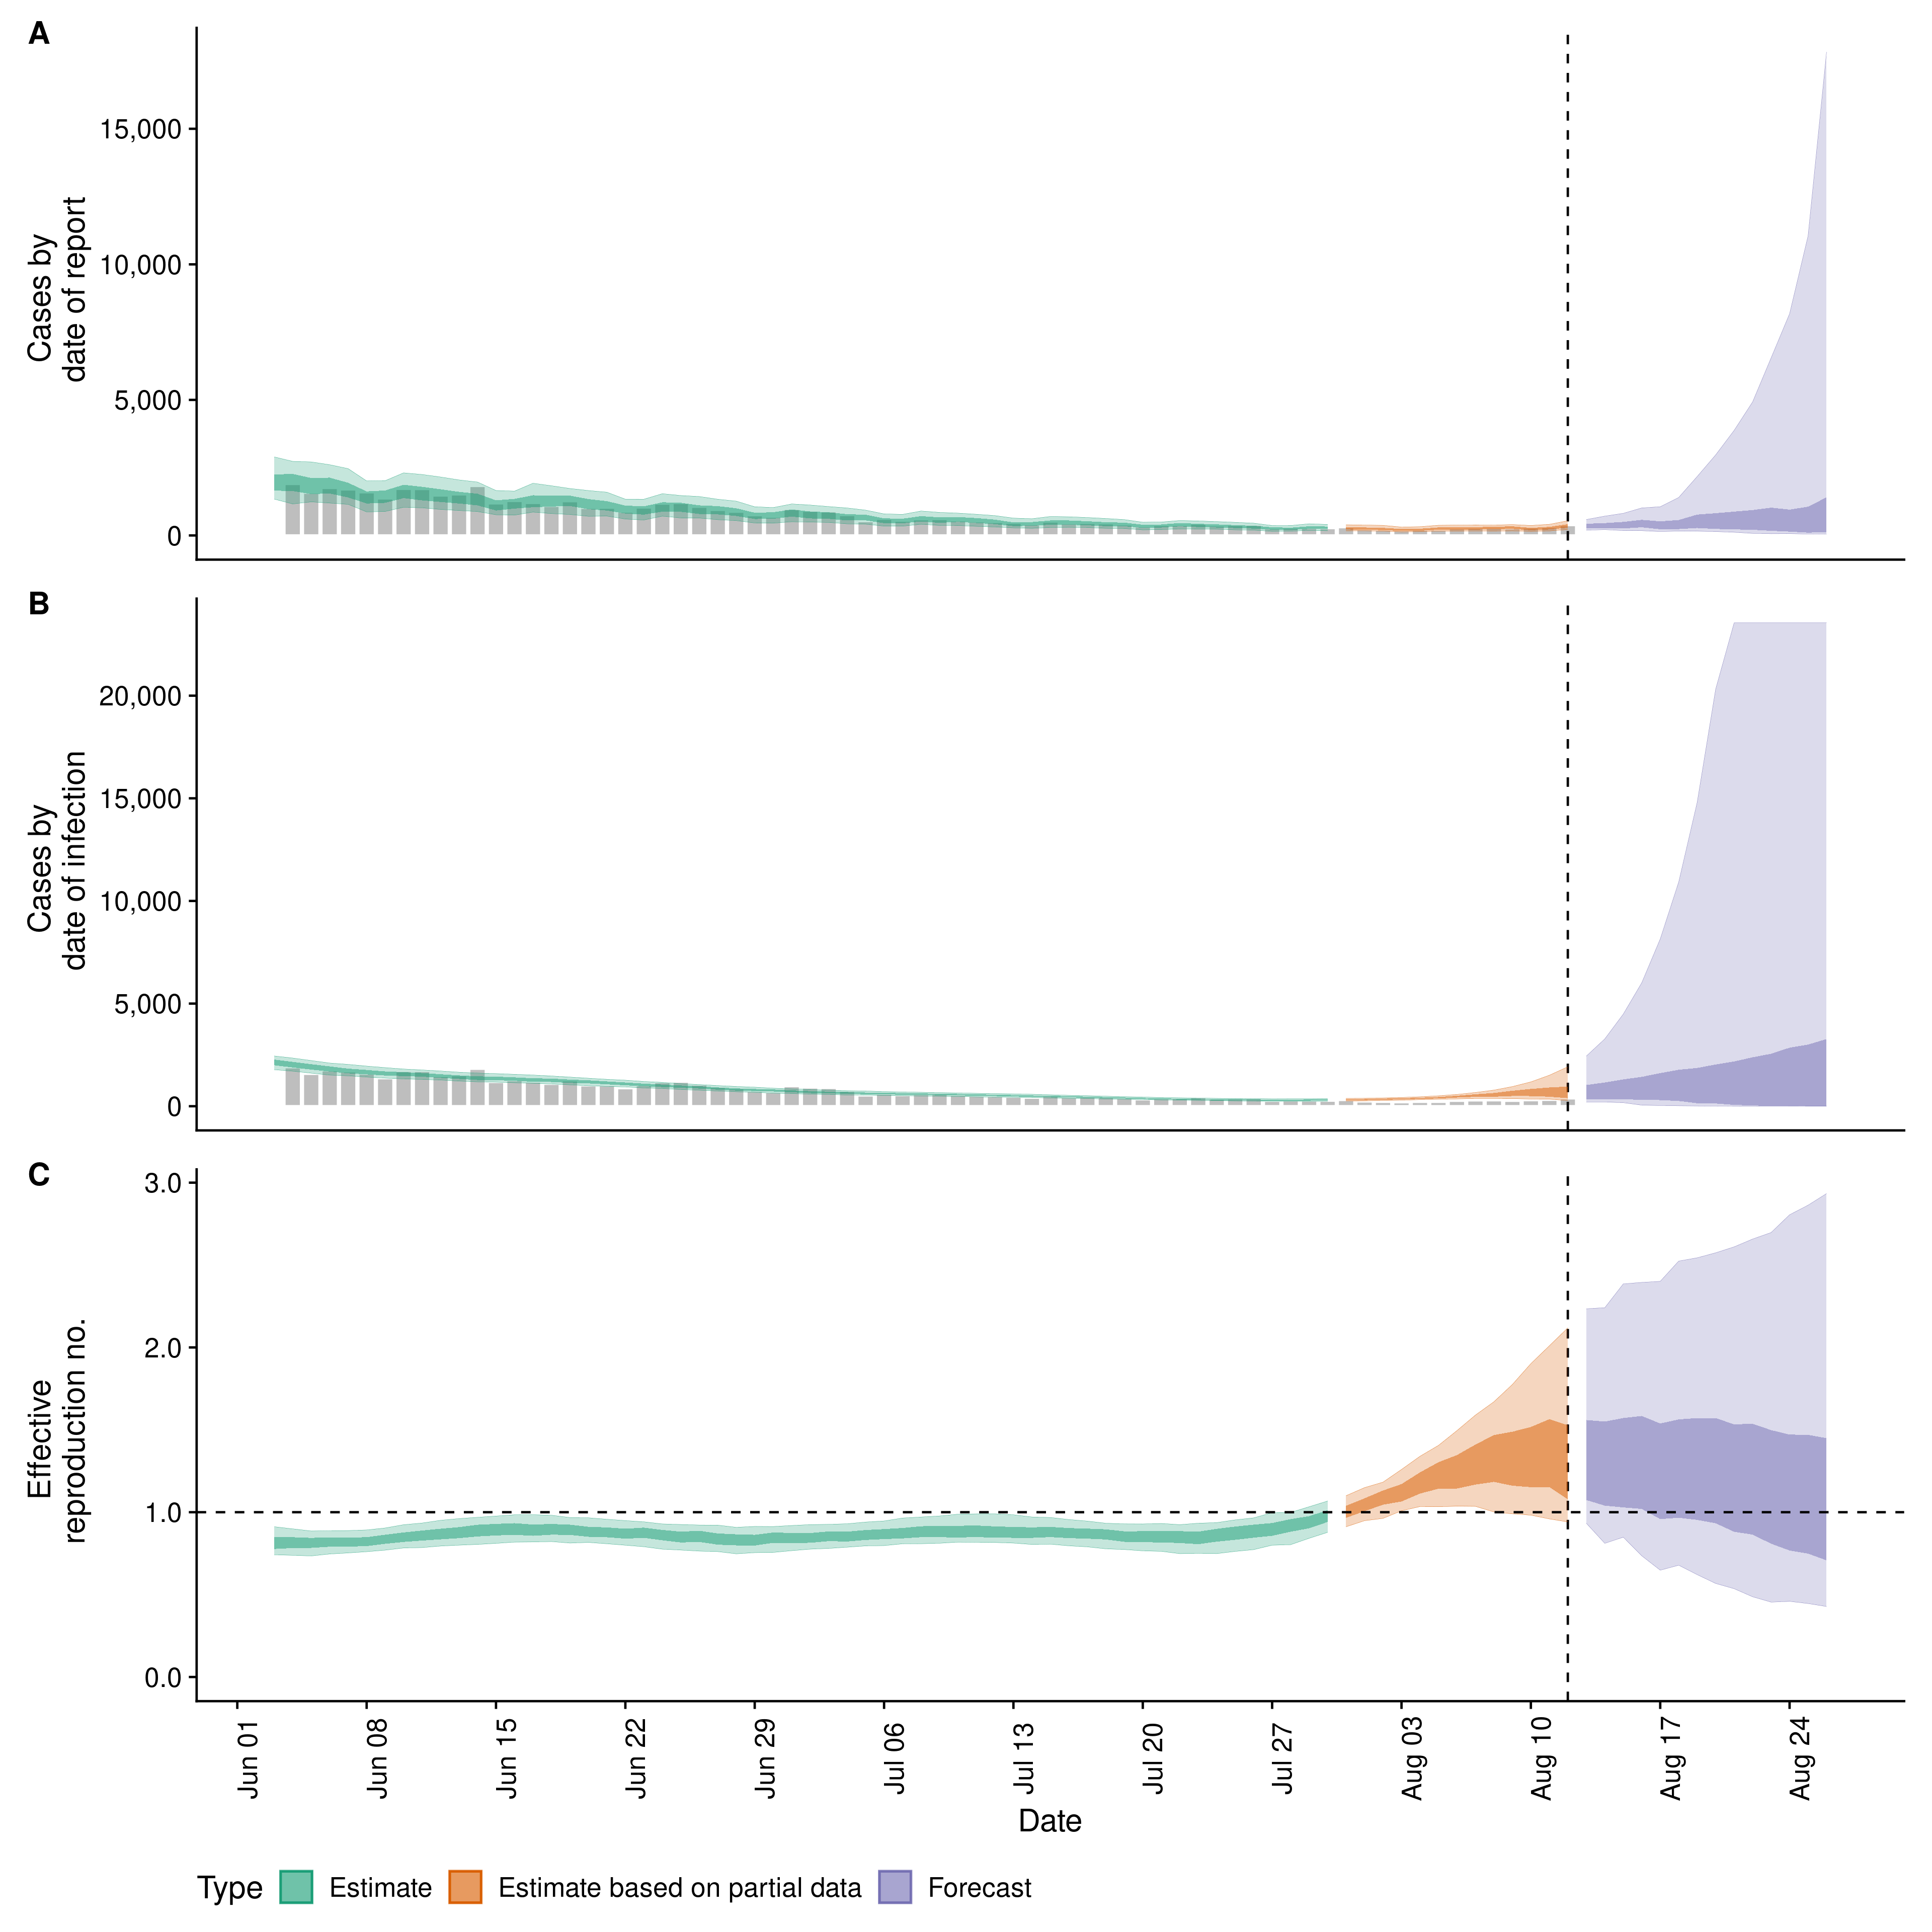 A
Cases by
date of report
15,000
10,000
5,000
0
B
Cases by
date of infection
20,000
15,000
10,000
5,000
0
C
Effective
reproduction no.
3.0
2.0
1.0
0.0
Jun 01
Jun 08
Jun 15
Jun 22
Jun 29
Jul 06
Jul 13
Jul 20
Jul 27
Aug 03
Aug 10
Aug 17
Aug 24
Date
Type Estimate Estimate based on partial data Forecast